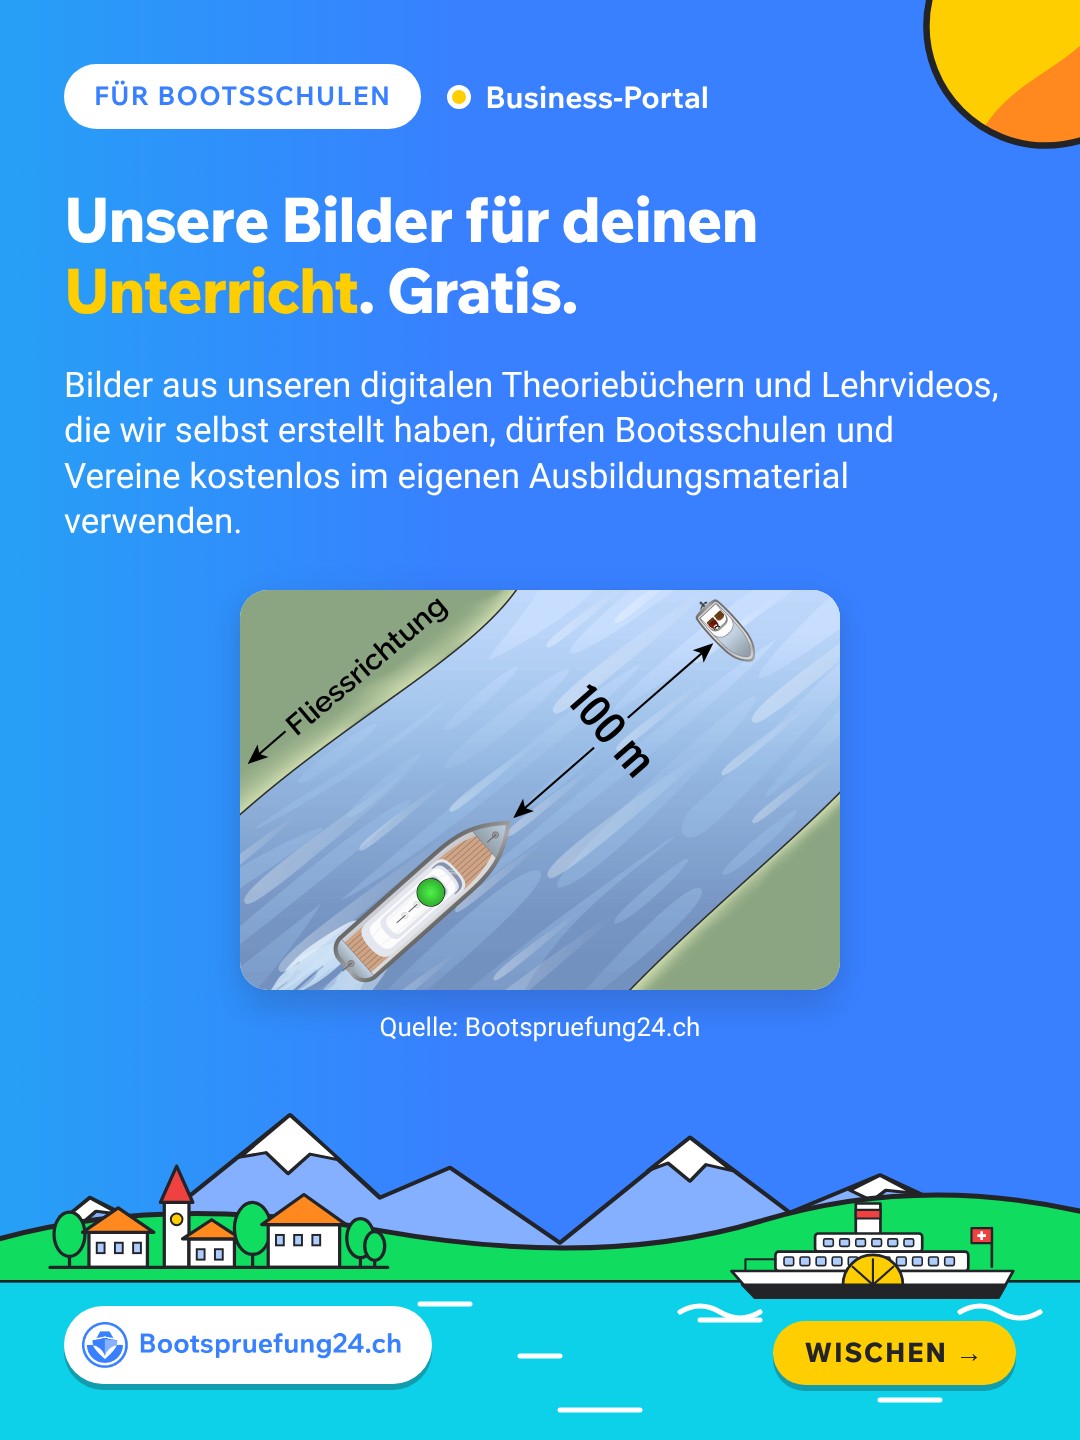 FÜR BOOTSSCHULEN
Business-Portal
Unsere Bilder für deinen
Unterricht. Gratis.
Bilder aus unseren digitalen Theoriebüchern und Lehrvideos,
die wir selbst erstellt haben, dürfen Bootsschulen und
Vereine kostenlos im eigenen Ausbildungsmaterial
verwenden.
Fliessrichtung
100 m
Quelle: Bootspruefung24.ch
Bootspruefung24.ch
WISCHEN →